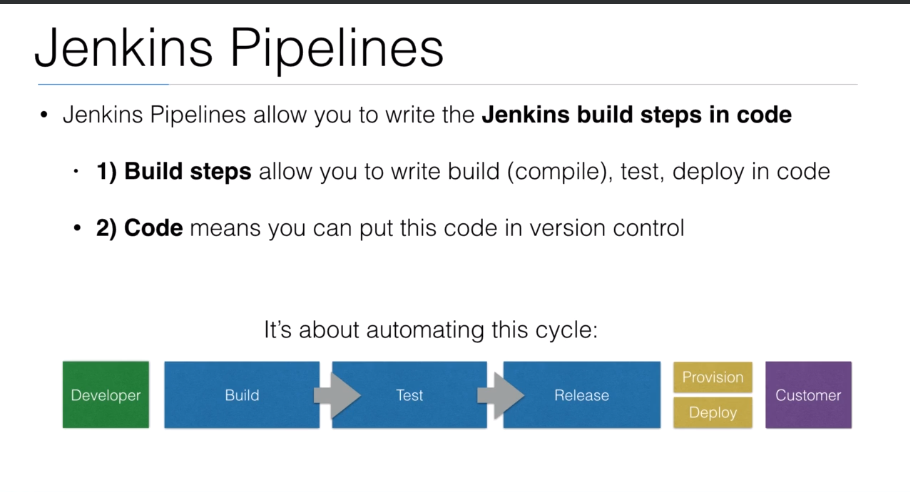 Jenkins Pipelines
• Jenkins Pipelines allow you to write the Jenkins build steps in code
• 1) Build steps allow you to write build (compile), test, deploy in code
• 2) Code means you can put this code in version control
It’s about automating this cycle:
Developer
Build
Test
Release
Provision
Deploy
Customer